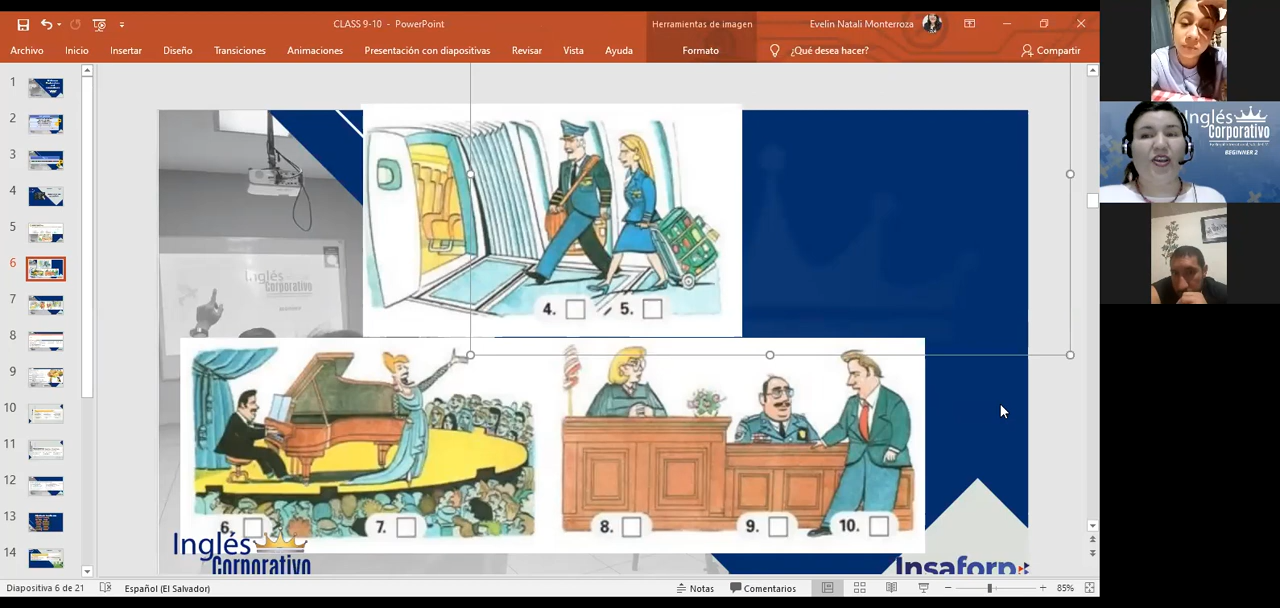 CLASS 9-10 - PowerPoint
Herramientas de imagen
Evelin Natali Monterroza
Archivo Inicio Insertar Diseño Transiciones Animaciones Presentación con diapositivas Revisar Vista Ayuda Formato ¿Qué desea hacer? Compartir
1
2
3
4
5
6
7
8
9
10
11
12
13
14
4. 5.
6. 7. 8. 9. 10.
Inglés
Corporativo
Insaforp
Inglés
Corporativo
BEGINNER 2
Diapositiva 6 de 21 Español (El Salvador) Notas Comentarios 85%